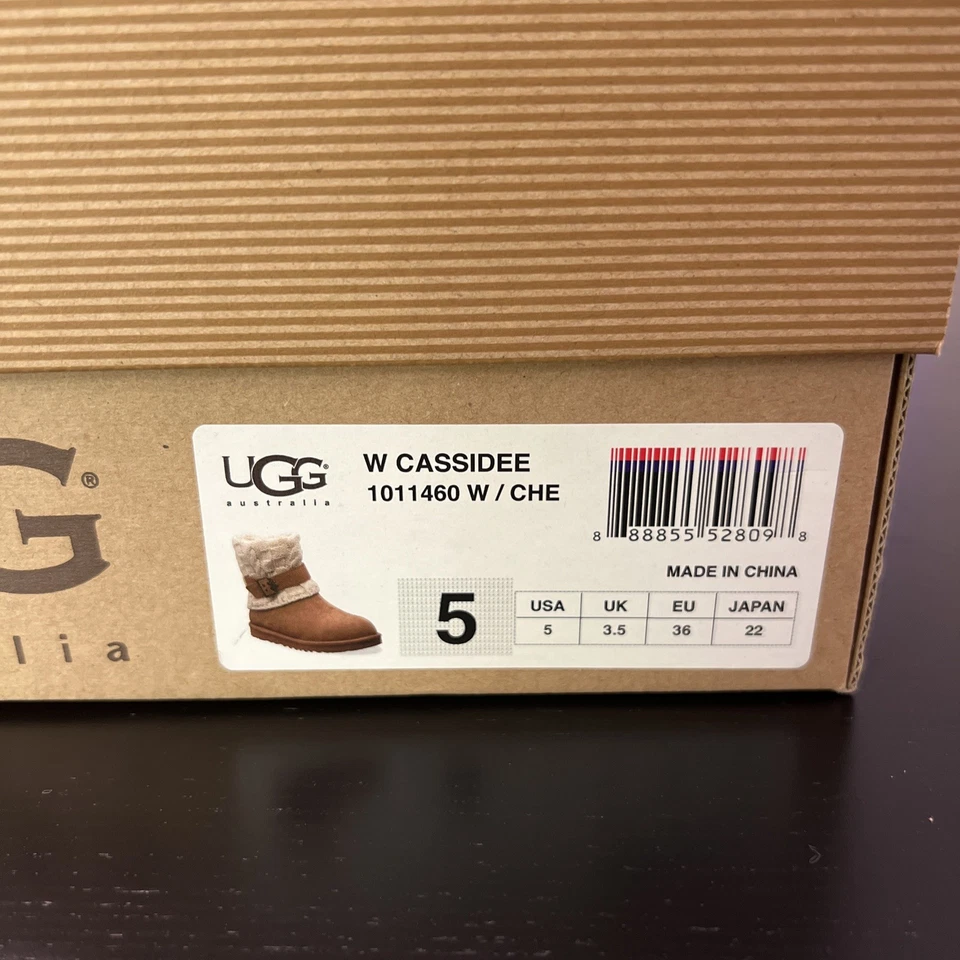 G®
lia
UGG®
australia
W CASSIDEE
1011460 W / CHE
8 88855 52809 8
MADE IN CHINA
5
USA UK EU JAPAN
5 3.5 36 22